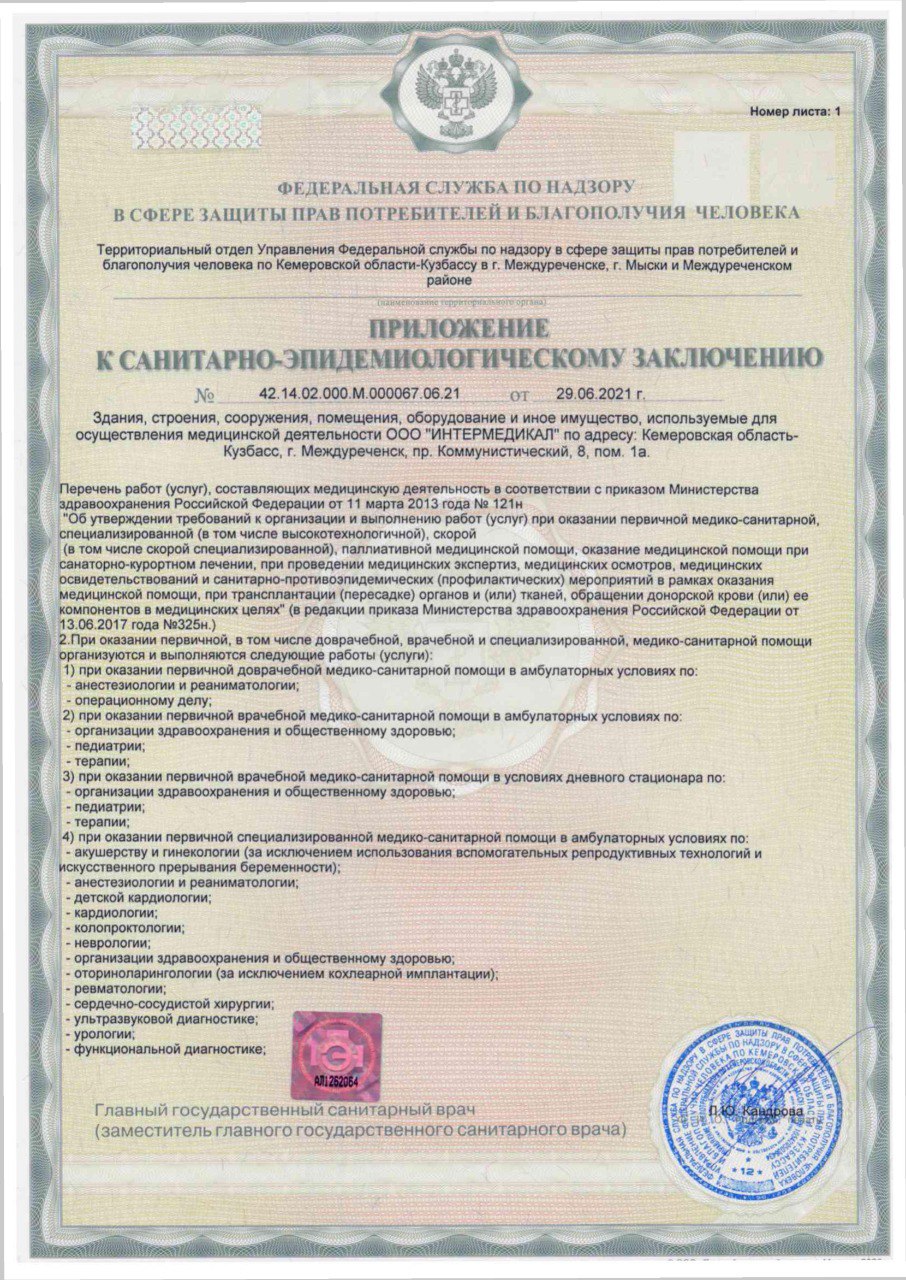 Номер листа: 1
ФЕДЕРАЛЬНАЯ СЛУЖБА ПО НАДЗОРУ
В СФЕРЕ ЗАЩИТЫ ПРАВ ПОТРЕБИТЕЛЕЙ И БЛАГОПОЛУЧИЯ ЧЕЛОВЕКА
Территориальный отдел Управления Федеральной службы по надзору в сфере защиты прав потребителей и
благополучия человека по Кемеровской области-Кузбассу в г. Междуреченске, г. Мыски и Междуреченском
районе
(наименование территориального органа)
ПРИЛОЖЕНИЕ
К САНИТАРНО-ЭПИДЕМИОЛОГИЧЕСКОМУ ЗАКЛЮЧЕНИЮ
№ 42.14.02.000.М.000067.06.21 от 29.06.2021 г.
Здания, строения, сооружения, помещения, оборудование и иное имущество, используемые для
осуществления медицинской деятельности ООО "ИНТЕРМЕДИКАЛ" по адресу: Кемеровская область-
Кузбасс, г. Междуреченск, пр. Коммунистический, 8, пом. 1а.
Перечень работ (услуг), составляющих медицинскую деятельность в соответствии с приказом Министерства
здравоохранения Российской Федерации от 11 марта 2013 года № 121н
"Об утверждении требований к организации и выполнению работ (услуг) при оказании первичной медико-санитарной,
специализированной (в том числе высокотехнологичной), скорой
(в том числе скорой специализированной), паллиативной медицинской помощи, оказание медицинской помощи при
санаторно-курортном лечении, при проведении медицинских экспертиз, медицинских осмотров, медицинских
освидетельствований и санитарно-противоэпидемических (профилактических) мероприятий в рамках оказания
медицинской помощи, при трансплантации (пересадке) органов и (или) тканей, обращении донорской крови (или) ее
компонентов в медицинских целях" (в редакции приказа Министерства здравоохранения Российской Федерации от
13.06.2017 года №325н.)
2.При оказании первичной, в том числе доврачебной, врачебной и специализированной, медико-санитарной помощи
организуются и выполняются следующие работы (услуги):
1) при оказании первичной доврачебной медико-санитарной помощи в амбулаторных условиях по:
- анестезиологии и реаниматологии;
- операционному делу;
2) при оказании первичной врачебной медико-санитарной помощи в амбулаторных условиях по:
- организации здравоохранения и общественному здоровью;
- педиатрии;
- терапии;
3) при оказании первичной врачебной медико-санитарной помощи в условиях дневного стационара по:
- организации здравоохранения и общественному здоровью;
- педиатрии;
- терапии;
4) при оказании первичной специализированной медико-санитарной помощи в амбулаторных условиях по:
- акушерству и гинекологии (за исключением использования вспомогательных репродуктивных технологий и
искусственного прерывания беременности);
- анестезиологии и реаниматологии;
- детской кардиологии;
- кардиологии;
- колопроктологии;
- неврологии;
- организации здравоохранения и общественному здоровью;
- оториноларингологии (за исключением кохлеарной имплантации);
- ревматологии;
- сердечно-сосудистой хирургии;
- ультразвуковой диагностике;
- урологии;
- функциональной диагностике;
АЛ1262064
Главный государственный санитарный врач
(заместитель главного государственного санитарного врача)
Л.Ю. Кандрова
* 12 *